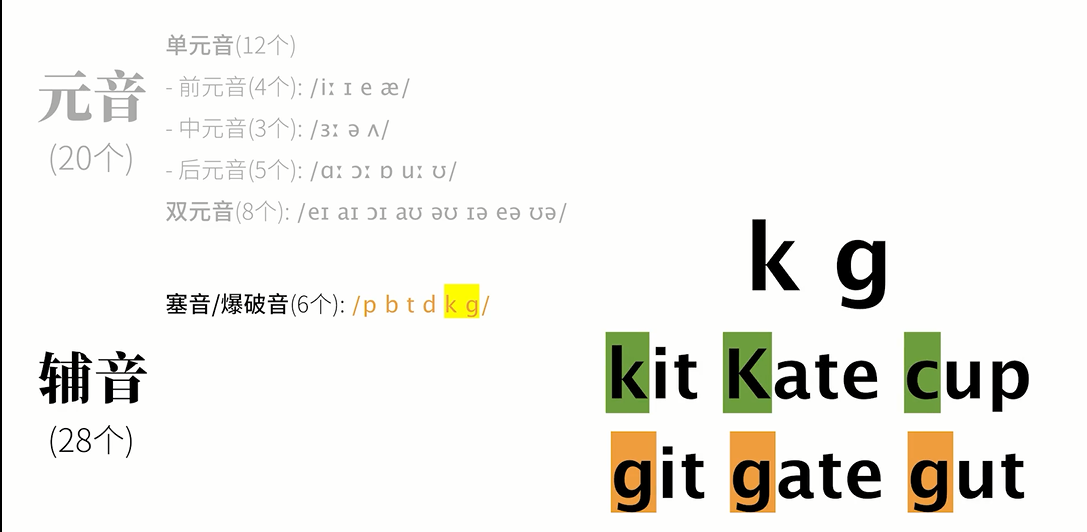 元音
(20个)
单元音(12个)
- 前元音(4个): /iː ɪ e æ/
- 中元音(3个): /ɜː ə ʌ/
- 后元音(5个): /ɑː ɔː ɒ uː ʊ/
双元音(8个): /eɪ aɪ ɔɪ aʊ əʊ ɪə eə ʊə/
辅音
(28个)
塞音/爆破音(6个): /p b t d k g/
k g
kit Kate cup
git gate gut